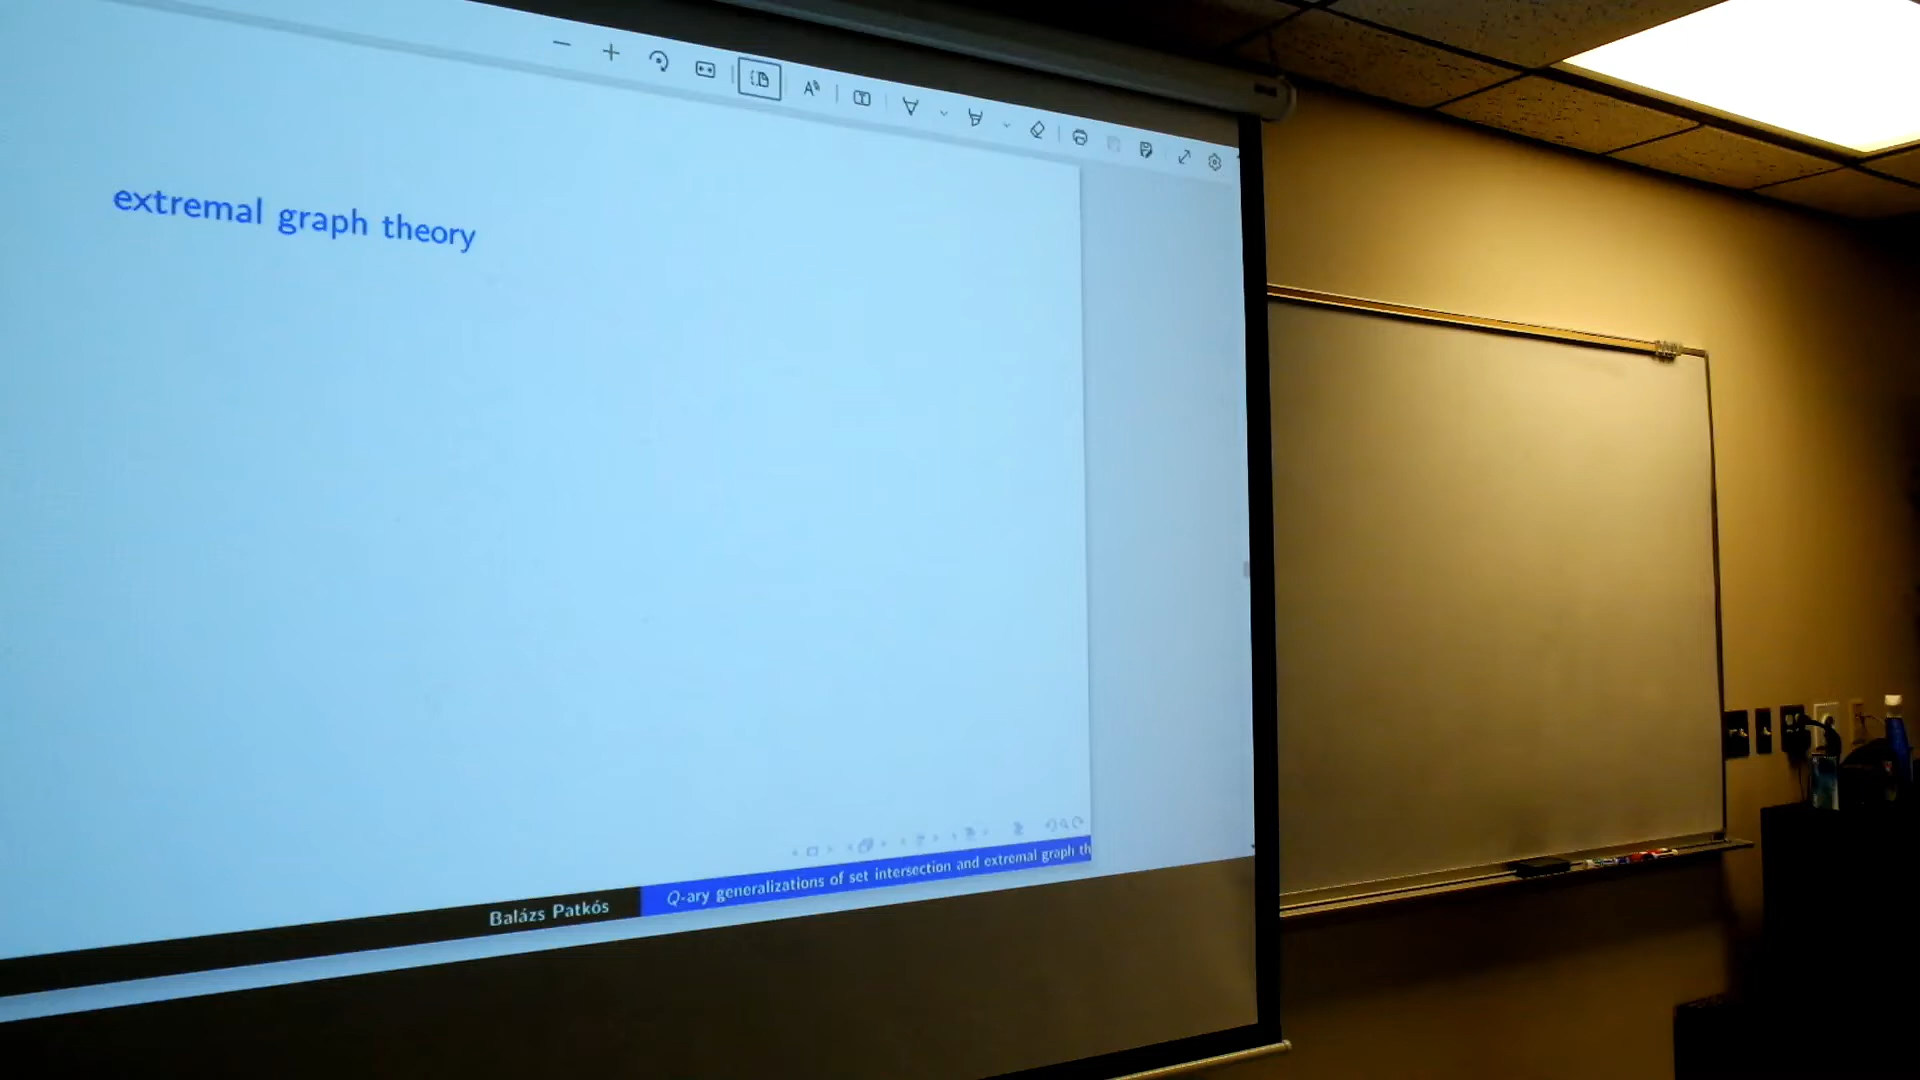 extremal graph theory
Balázs Patkós
Q-ary generalizations of set intersection and extremal graph th